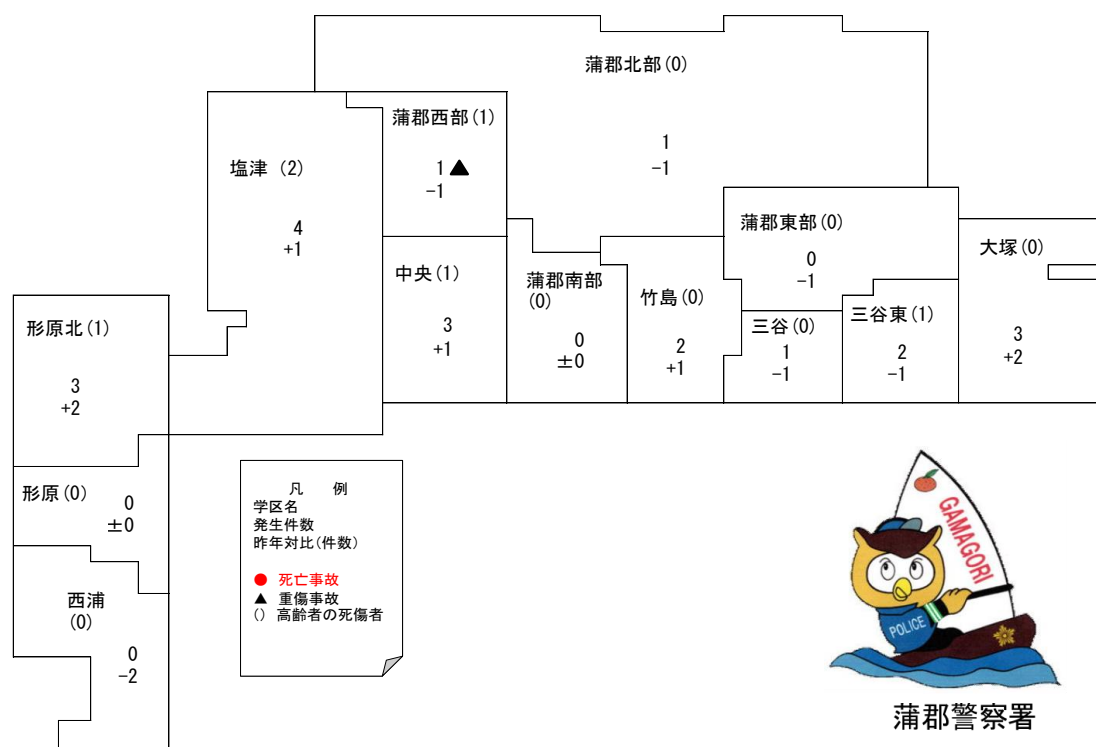 蒲郡北部(0)
1
-1
蒲郡西部(1)
1▲
-1
塩津 (2)
4
+1
蒲郡東部(0)
0
-1
大塚(0)
3
+2
中央(1)
3
+1
蒲郡南部
(0)
0
±0
竹島(0)
2
+1
三谷(0)
1
-1
三谷東(1)
2
-1
形原北(1)
3
+2
形原(0)
0
±0
西浦
(0)
0
-2
凡 例
学区名
発生件数
昨年対比(件数)
● 死亡事故
▲ 重傷事故
() 高齢者の死傷者
GAMAGORI
POLICE
蒲郡警察署